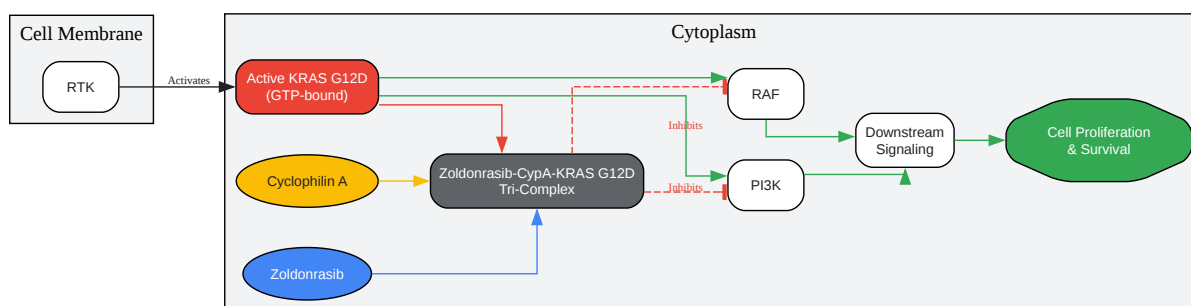 Cell Membrane
RTK
Activates
Cytoplasm
Active KRAS G12D
(GTP-bound)
RAF
Inhibits
Downstream
Signaling
Cell Proliferation
& Survival
Cyclophilin A
Zoldonrasib-CypA-KRAS G12D
Tri-Complex
Inhibits
PI3K
Zoldonrasib